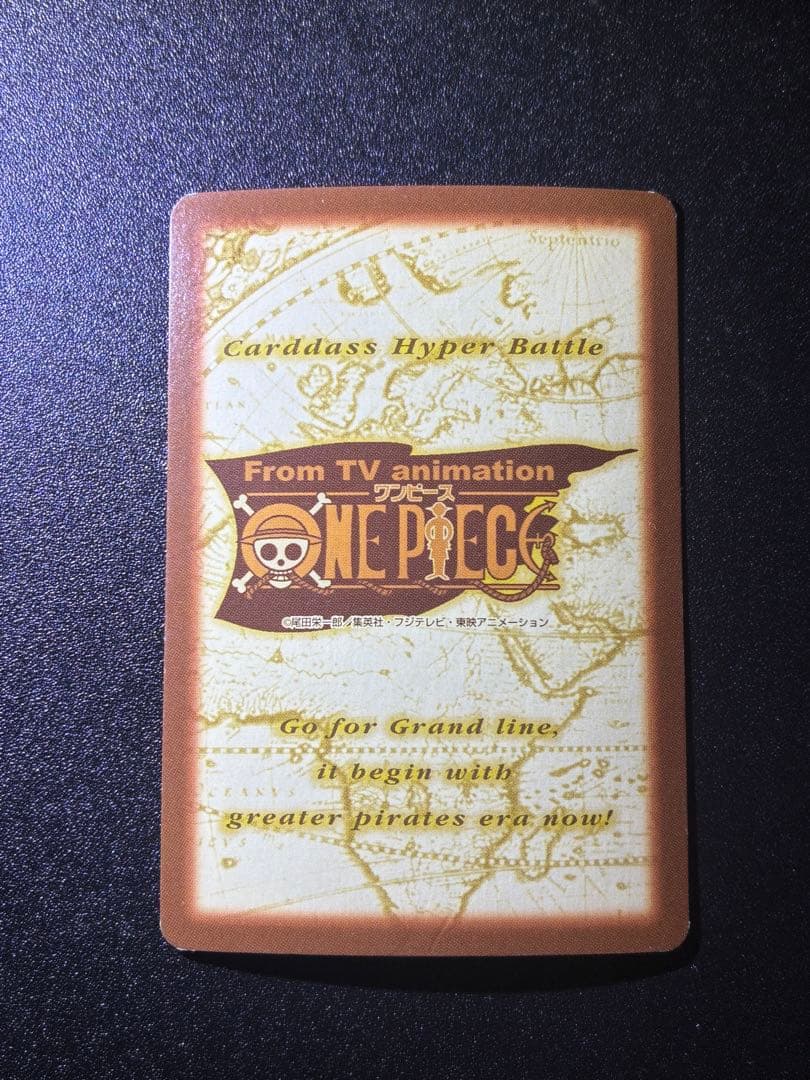 Septentrio
Carddass Hyper Battle
From TV animation
ワンピース
ONE PIECE
©尾田栄一郎／集英社・フジテレビ・東映アニメーション
Go for Grand line,
it begin with
greater pirates era now!